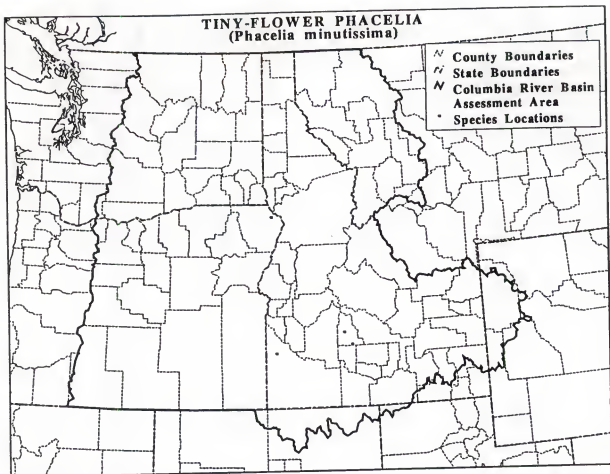 TINY-FLOWER PHACELIA
(Phacelia minutissima)
County Boundaries
State Boundaries
Columbia River Basin
Assessment Area
Species Locations